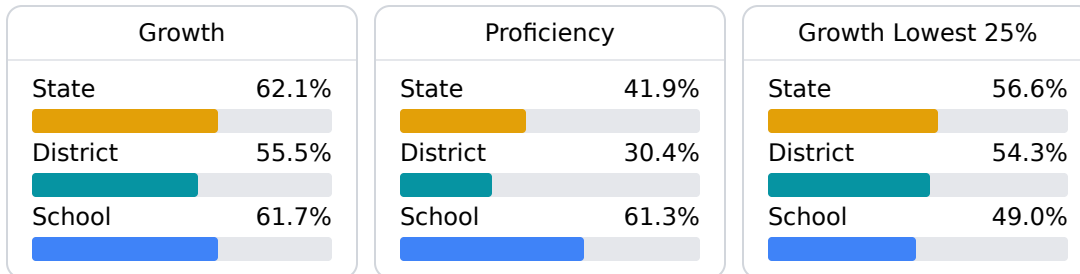 Growth
State 62.1%
District 55.5%
School 61.7%
Proficiency
State 41.9%
District 30.4%
School 61.3%
Growth Lowest 25%
State 56.6%
District 54.3%
School 49.0%